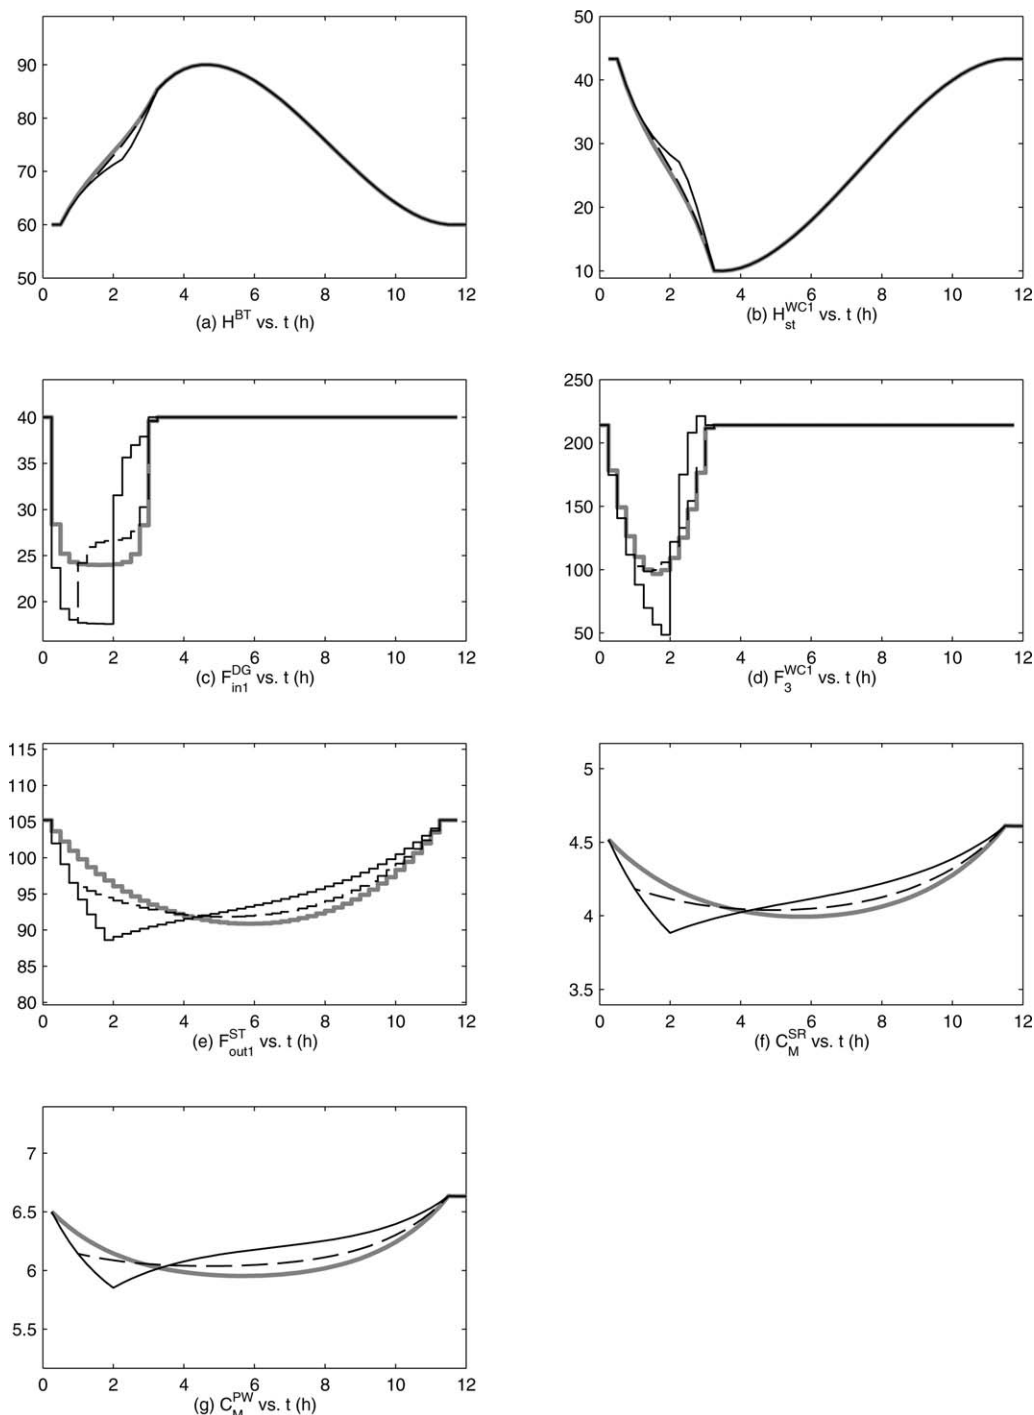 90
80
70
60
50
0 2 4 6 8 10 12
(a) H^BT vs. t (h)
50
40
30
20
10
0 2 4 6 8 10 12
(b) H_st^WC1 vs. t (h)
40
35
30
25
20
0 2 4 6 8 10 12
(c) F_in1^DG vs. t (h)
250
200
150
100
50
0 2 4 6 8 10 12
(d) F_3^WC1 vs. t (h)
115
110
105
100
95
90
85
80
0 2 4 6 8 10 12
(e) F_out1^ST vs. t (h)
5
4.5
4
3.5
0 2 4 6 8 10 12
(f) C_M^SR vs. t (h)
7
6.5
6
5.5
0 2 4 6 8 10 12
(g) C_M^PW vs. t (h)